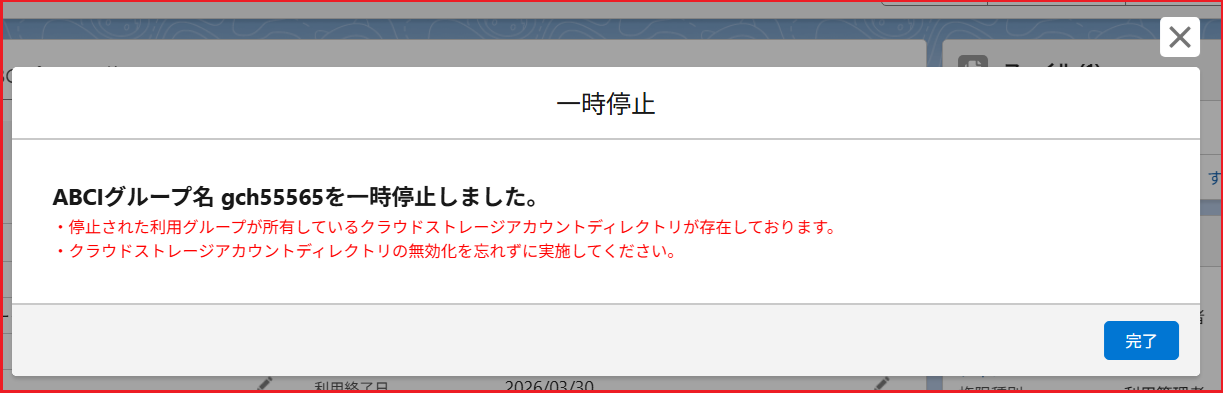 一時停止
ABCIグループ名 gch55565を一時停止しました。
・停止された利用グループが所有しているクラウドストレージアカウントディレクトリが存在しております。
・クラウドストレージアカウントディレクトリの無効化を忘れずに実施してください。
完了
利用終了日 2026/03/30